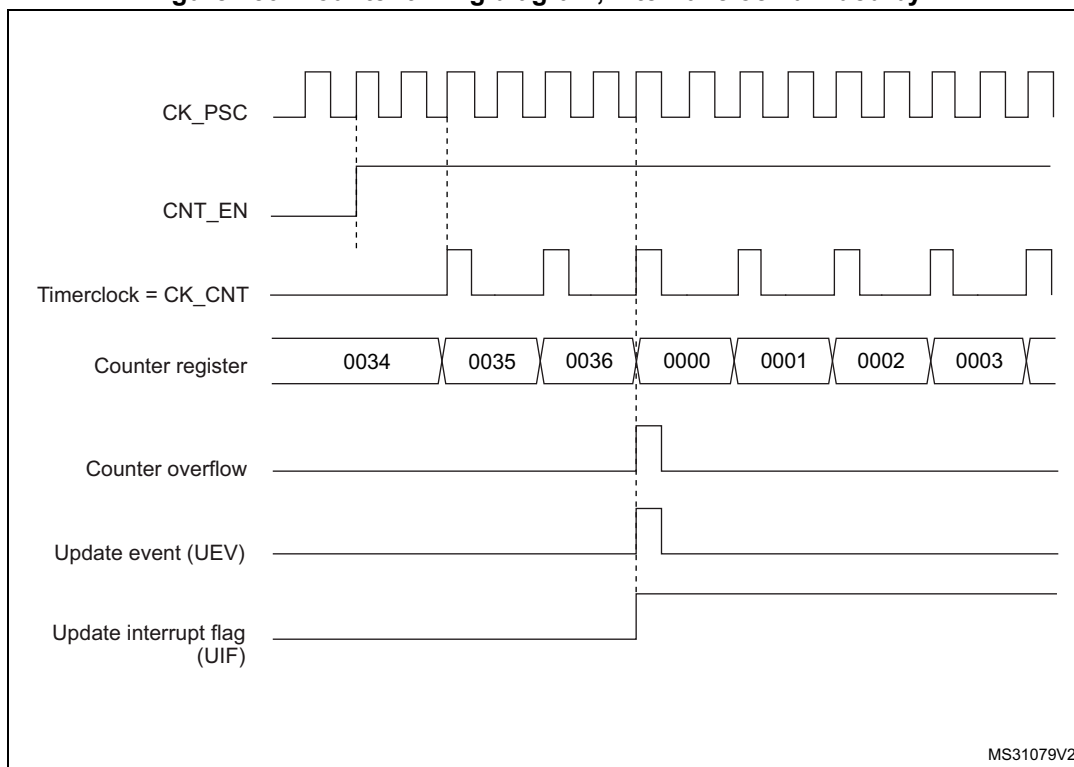 CK_PSC
CNT_EN
Timerclock = CK_CNT
Counter register
0034 0035 0036 0000 0001 0002 0003
Counter overflow
Update event (UEV)
Update interrupt flag
(UIF)
MS31079V2